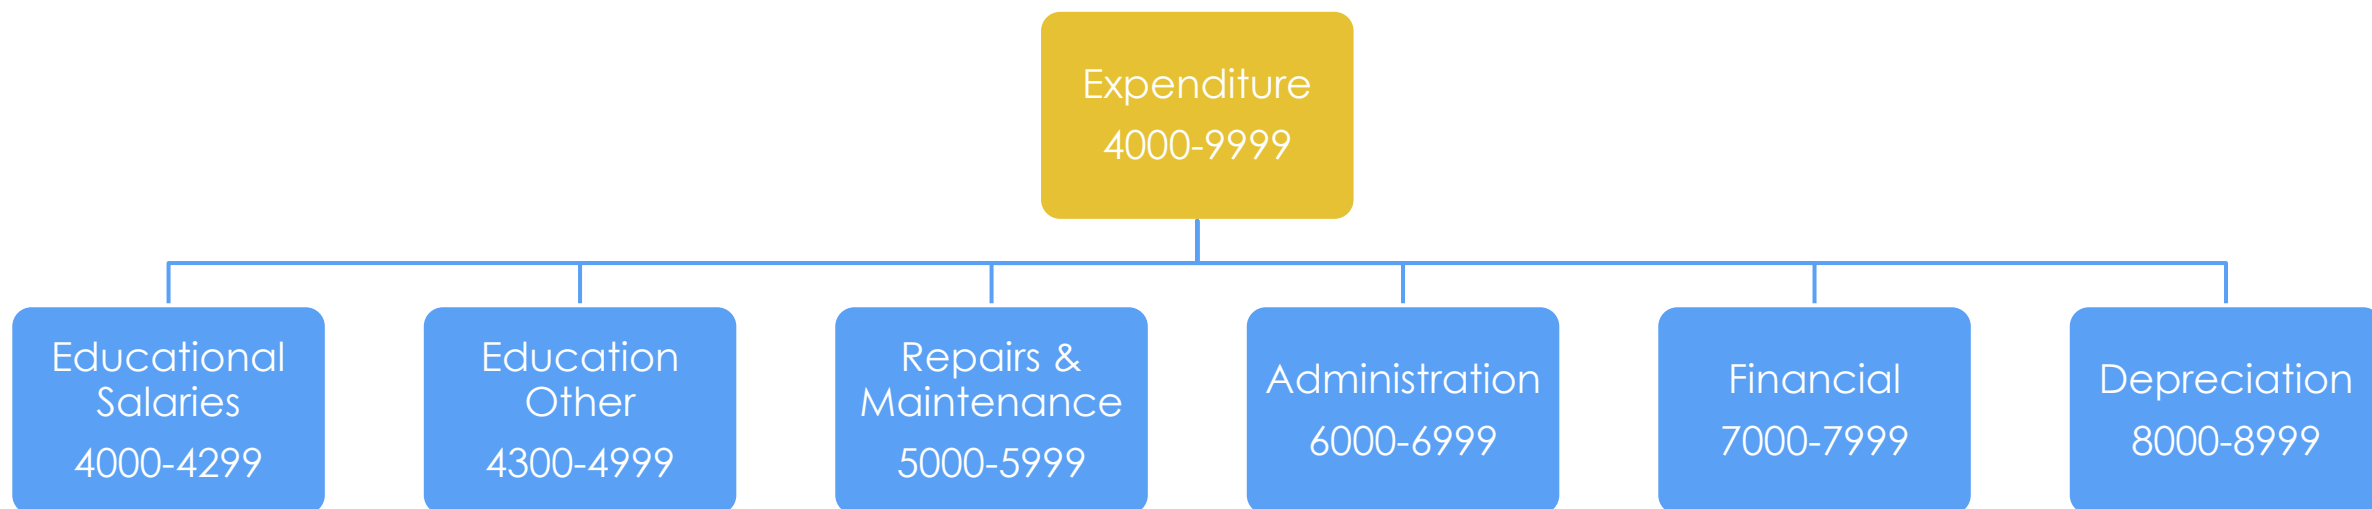 Expenditure
4000-9999
Educational
Salaries
4000-4299
Education
Other
4300-4999
Repairs &
Maintenance
5000-5999
Administration
6000-6999
Financial
7000-7999
Depreciation
8000-8999